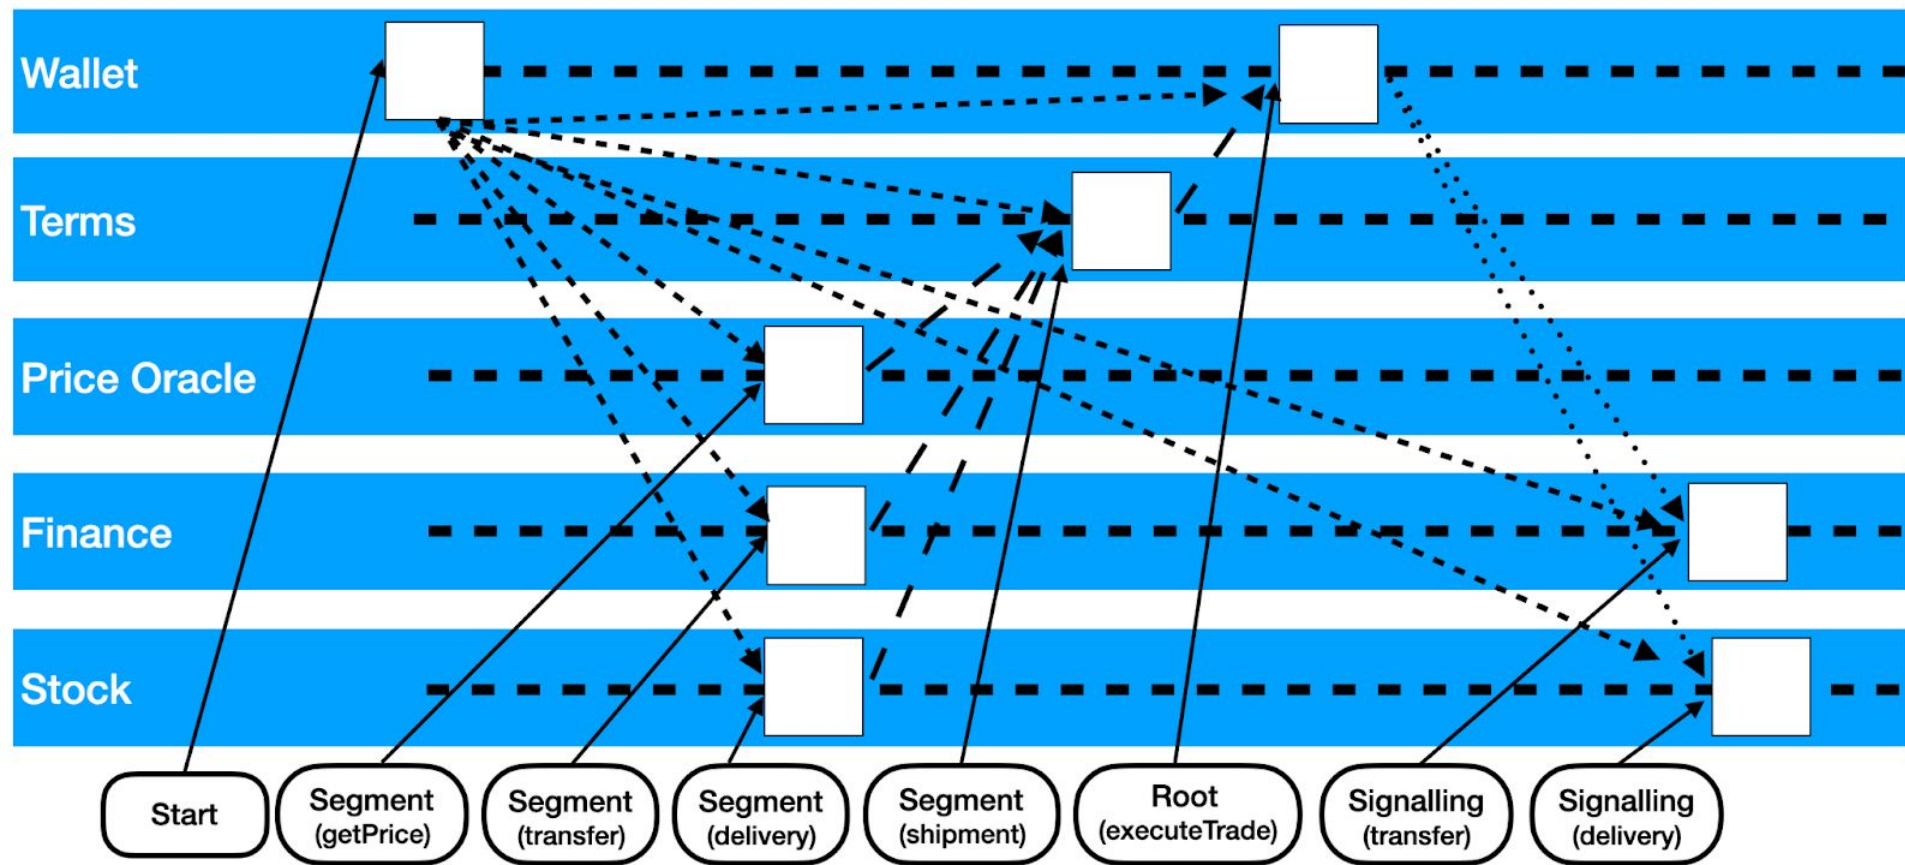 Wallet
Terms
Price Oracle
Finance
Stock
Start
Segment
(getPrice)
Segment
(transfer)
Segment
(delivery)
Segment
(shipment)
Root
(executeTrade)
Signalling
(transfer)
Signalling
(delivery)